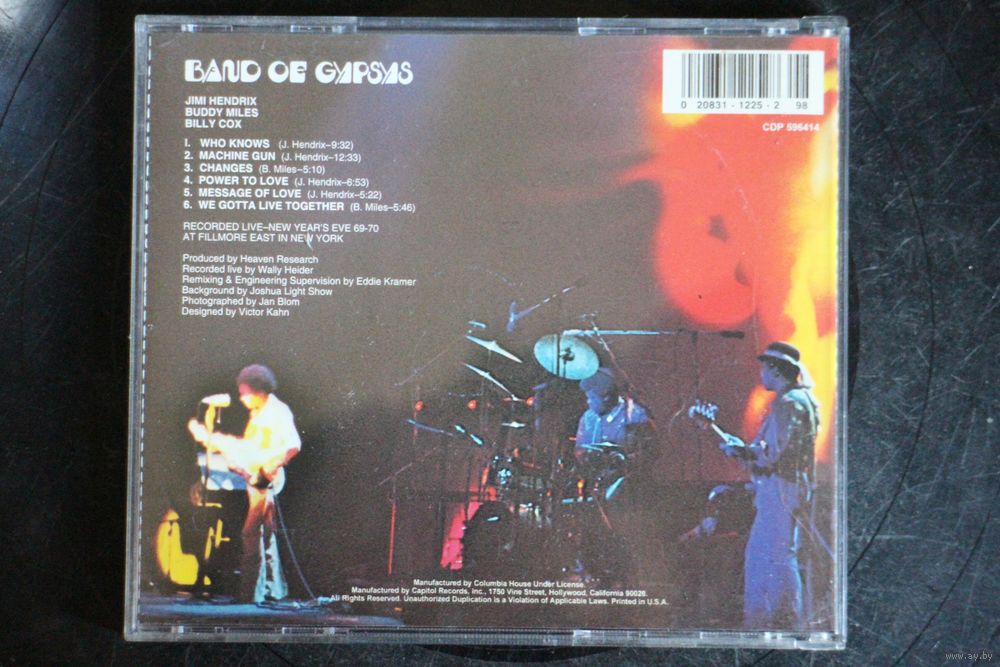 BAND OF GYPSYS
0 20831 - 1225 - 2 98
CDP 596414
JIMI HENDRIX
BUDDY MILES
BILLY COX
1. WHO KNOWS (J. Hendrix–9:32)
2. MACHINE GUN (J. Hendrix–12:33)
3. CHANGES (B. Miles–5:10)
4. POWER TO LOVE (J. Hendrix–6:53)
5. MESSAGE OF LOVE (J. Hendrix–5:22)
6. WE GOTTA LIVE TOGETHER (B. Miles–5:46)
RECORDED LIVE–NEW YEAR'S EVE 69-70
AT FILLMORE EAST IN NEW YORK
Produced by Heaven Research
Recorded live by Wally Heider
Remixing & Engineering Supervision by Eddie Kramer
Background by Joshua Light Show
Photographed by Jan Blom
Designed by Victor Kahn
Manufactured by Columbia House Under License.
Manufactured by Capitol Records, Inc., 1750 Vine Street, Hollywood, California 90028.
All Rights Reserved. Unauthorized Duplication is a Violation of Applicable Laws. Printed in U.S.A.
www.ay.by